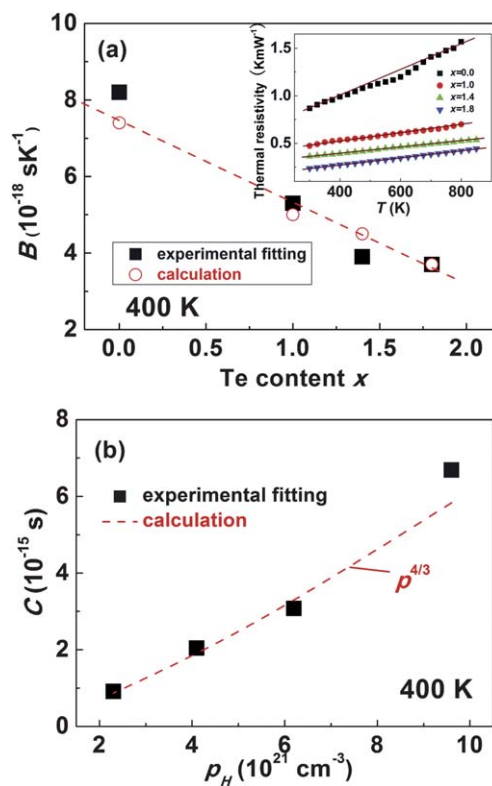 (a)
B (10⁻¹⁸ sK⁻¹)
10
8
6
4
2
Thermal resistivity (KmW⁻¹)
1.5
1.0
0.5
x=0.0
x=1.0
x=1.4
x=1.8
400 600 800
T (K)
experimental fitting
calculation
400 K
0.0 0.5 1.0 1.5 2.0
Te content x
(b)
C (10⁻¹⁵ s)
8
6
4
2
0
experimental fitting
calculation
p⁴/³
400 K
2 4 6 8 10
p_H (10²¹ cm⁻³)